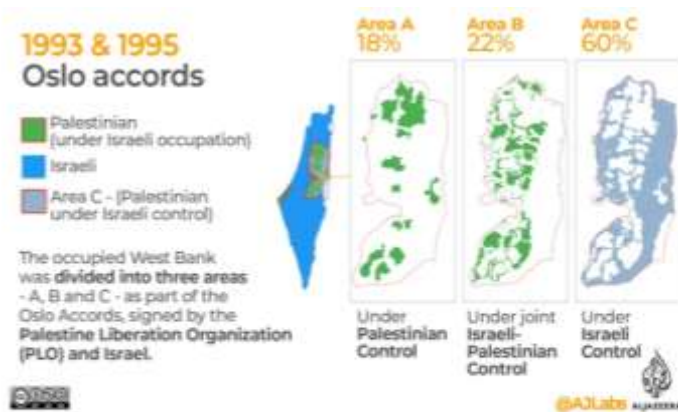 1993 & 1995
Oslo accords
Palestinian
(under Israeli occupation)
Israeli
Area C - (Palestinian
under Israeli control)
The occupied West Bank
was divided into three areas
- A, B and C - as part of the
Oslo Accords, signed by the
Palestine Liberation Organization
(PLO) and Israel.
Area A
18%
Under
Palestinian
Control
Area B
22%
Under joint
Israeli-
Palestinian
Control
Area C
60%
Under
Israeli
Control
@AJLabs
ALJAZEERA